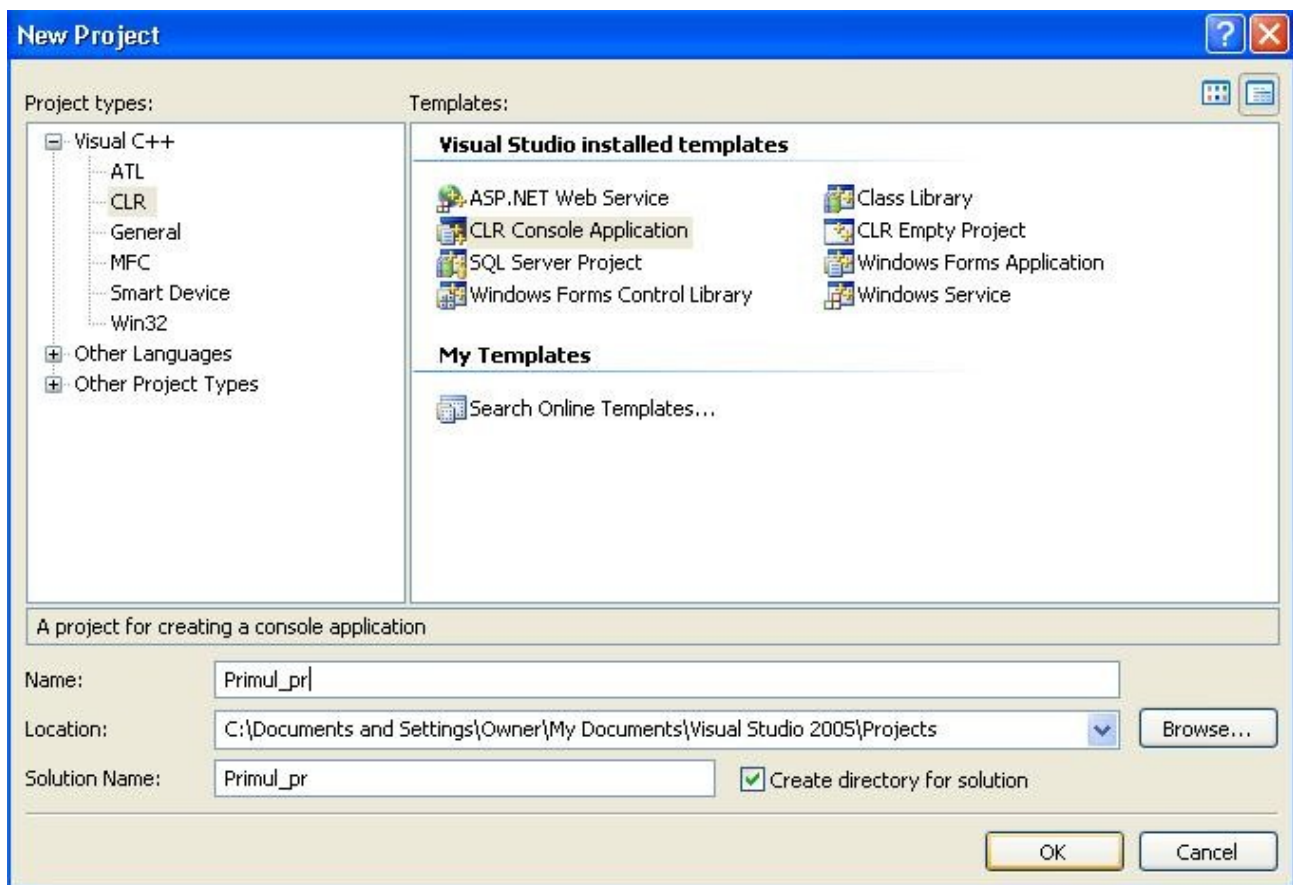 New Project
Project types:
Templates:
Visual C++
ATL
CLR
General
MFC
Smart Device
Win32
Other Languages
Other Project Types
Visual Studio installed templates
ASP.NET Web Service
Class Library
CLR Console Application
CLR Empty Project
SQL Server Project
Windows Forms Application
Windows Forms Control Library
Windows Service
My Templates
Search Online Templates...
A project for creating a console application
Name:
Primul_pr
Location:
C:\Documents and Settings\Owner\My Documents\Visual Studio 2005\Projects
Browse...
Solution Name:
Primul_pr
Create directory for solution
OK
Cancel